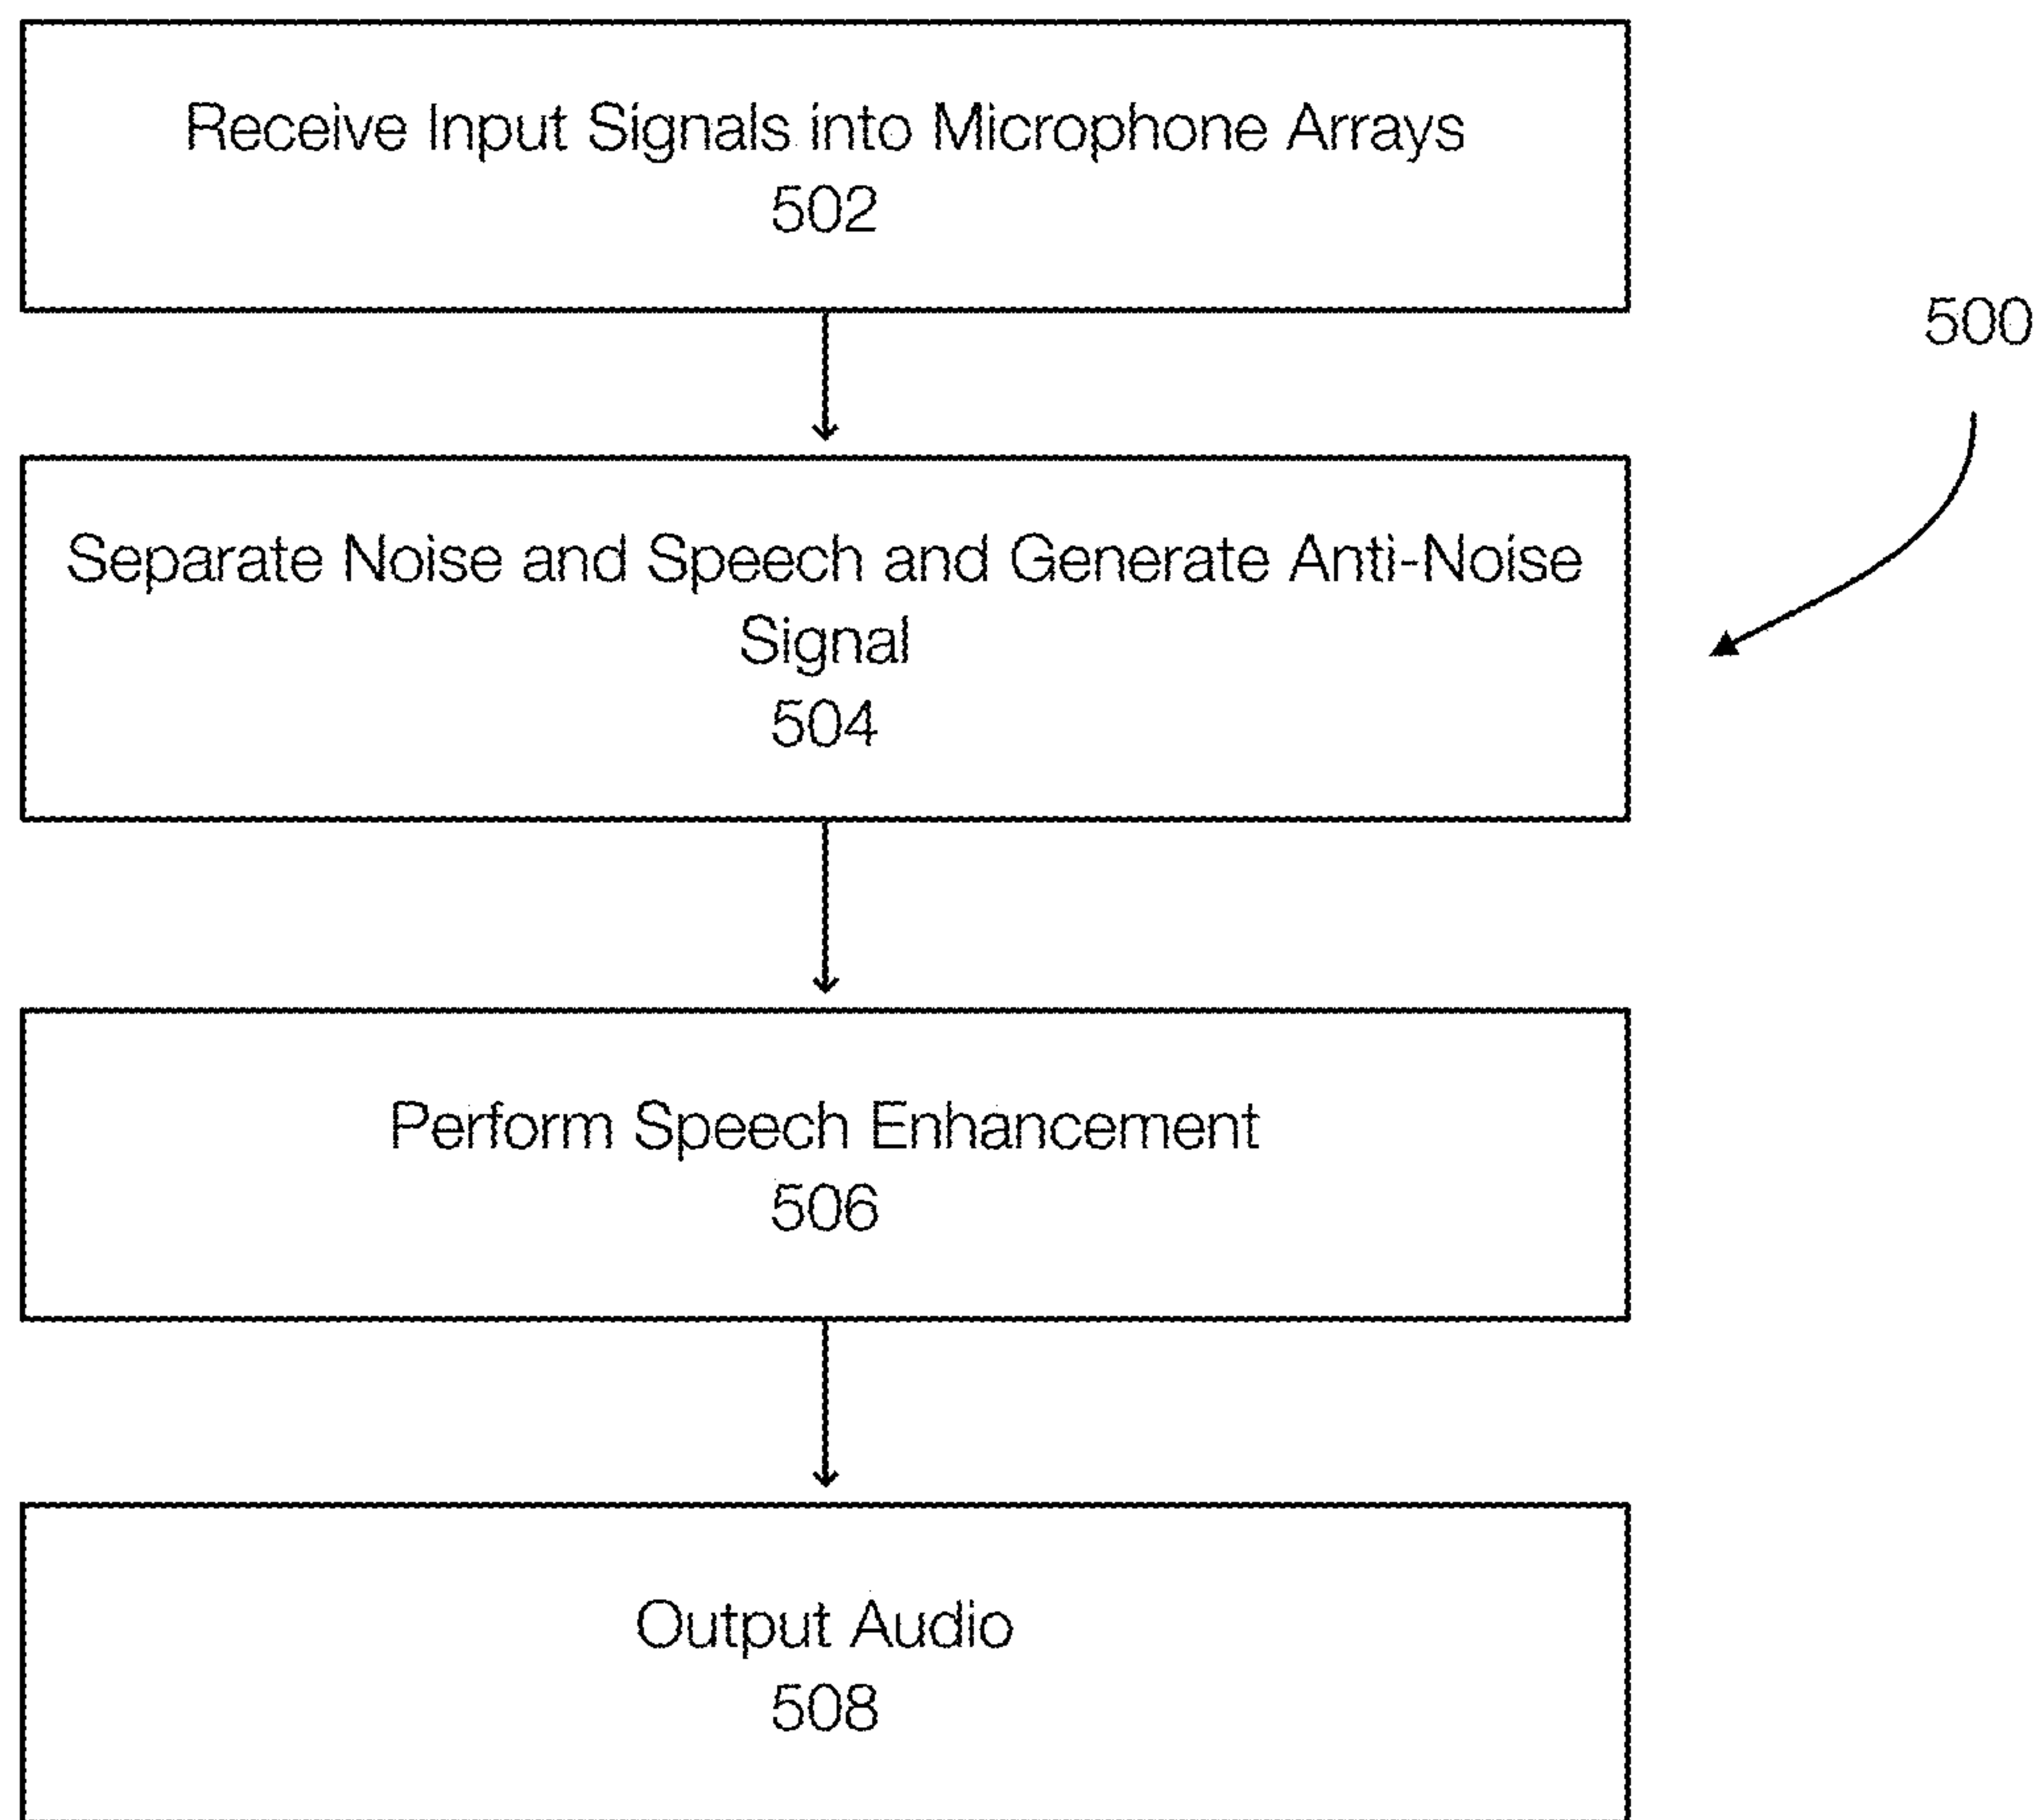 Receive Input Signals into Microphone Arrays
502
500
Separate Noise and Speech and Generate Anti-Noise
Signal
504
Perform Speech Enhancement
506
Output Audio
508